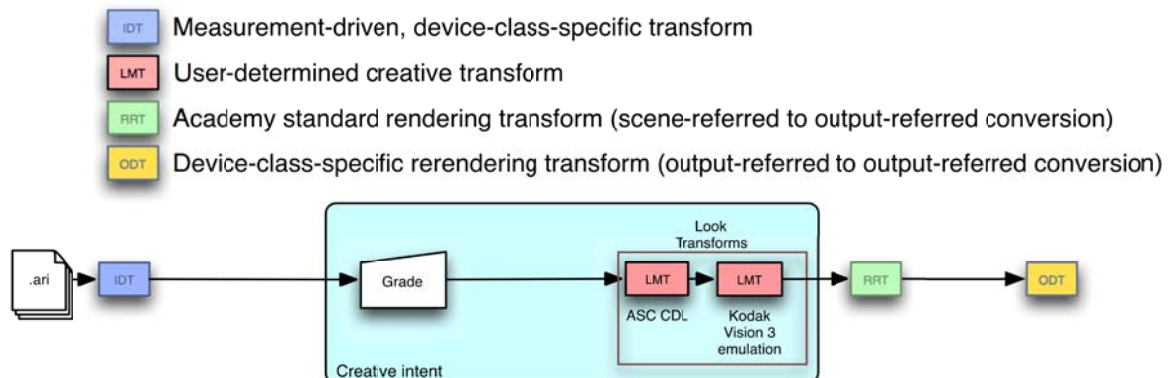 IDT Measurement-driven, device-class-specific transform
LMT User-determined creative transform
RRT Academy standard rendering transform (scene-referred to output-referred conversion)
ODT Device-class-specific rerendering transform (output-referred to output-referred conversion)
Look
Transforms
.ari IDT Grade LMT LMT RRT ODT
ASC CDL Kodak
Vision 3
emulation
Creative intent